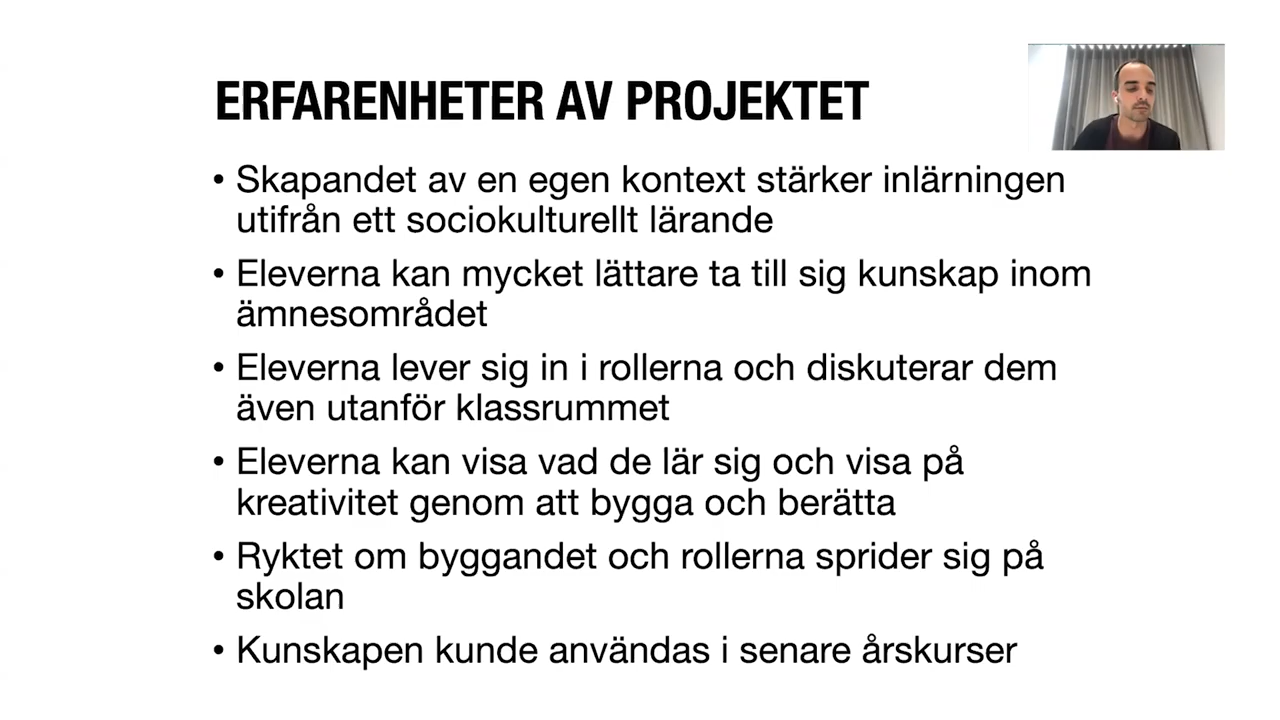 ERFARENHETER AV PROJEKTET
• Skapandet av en egen kontext stärker inlärningen
utifrån ett sociokulturellt lärande
• Eleverna kan mycket lättare ta till sig kunskap inom
ämnesområdet
• Eleverna lever sig in i rollerna och diskuterar dem
även utanför klassrummet
• Eleverna kan visa vad de lär sig och visa på
kreativitet genom att bygga och berätta
• Ryktet om byggandet och rollerna sprider sig på
skolan
• Kunskapen kunde användas i senare årskurser